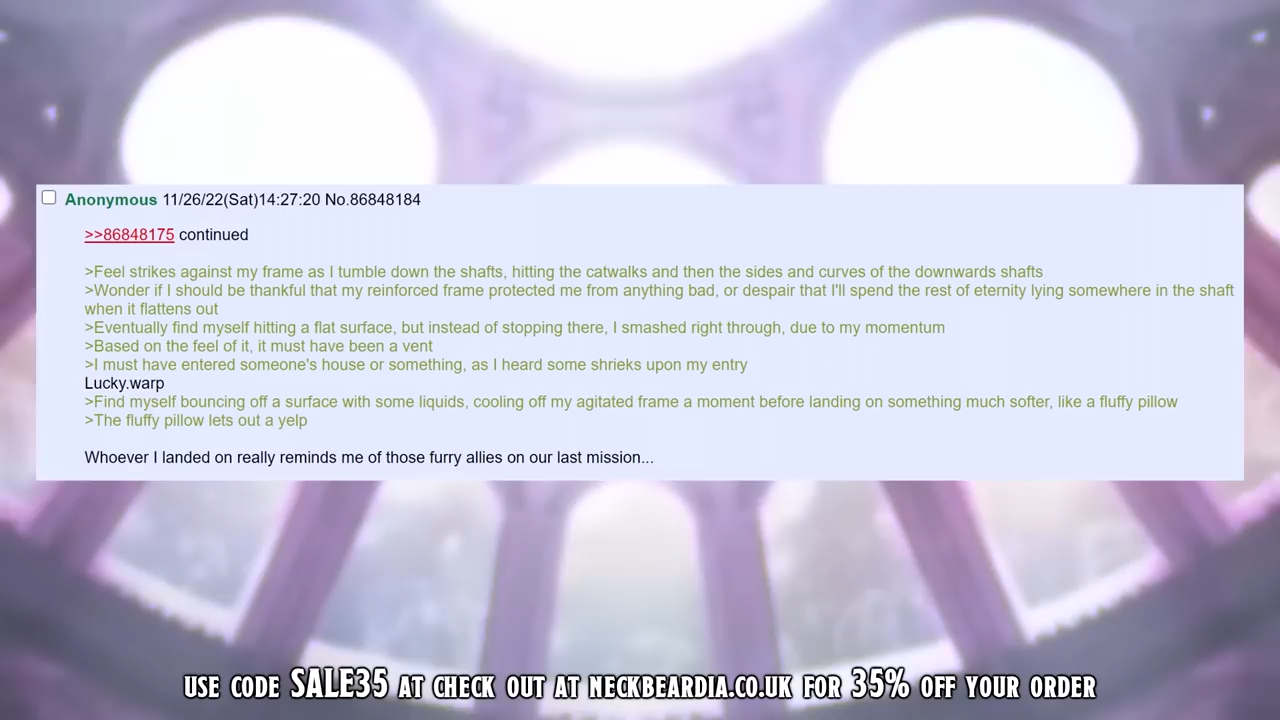 Anonymous 11/26/22(Sat)14:27:20 No.86848184
>>86848175 continued
>Feel strikes against my frame as I tumble down the shafts, hitting the catwalks and then the sides and curves of the downwards shafts
>Wonder if I should be thankful that my reinforced frame protected me from anything bad, or despair that I'll spend the rest of eternity lying somewhere in the shaft
when it flattens out
>Eventually find myself hitting a flat surface, but instead of stopping there, I smashed right through, due to my momentum
>Based on the feel of it, it must have been a vent
>I must have entered someone's house or something, as I heard some shrieks upon my entry
Lucky.warp
>Find myself bouncing off a surface with some liquids, cooling off my agitated frame a moment before landing on something much softer, like a fluffy pillow
>The fluffy pillow lets out a yelp
Whoever I landed on really reminds me of those furry allies on our last mission...
USE CODE SALE35 AT CHECK OUT AT NECKBEARDIA.CO.UK FOR 35% OFF YOUR ORDER